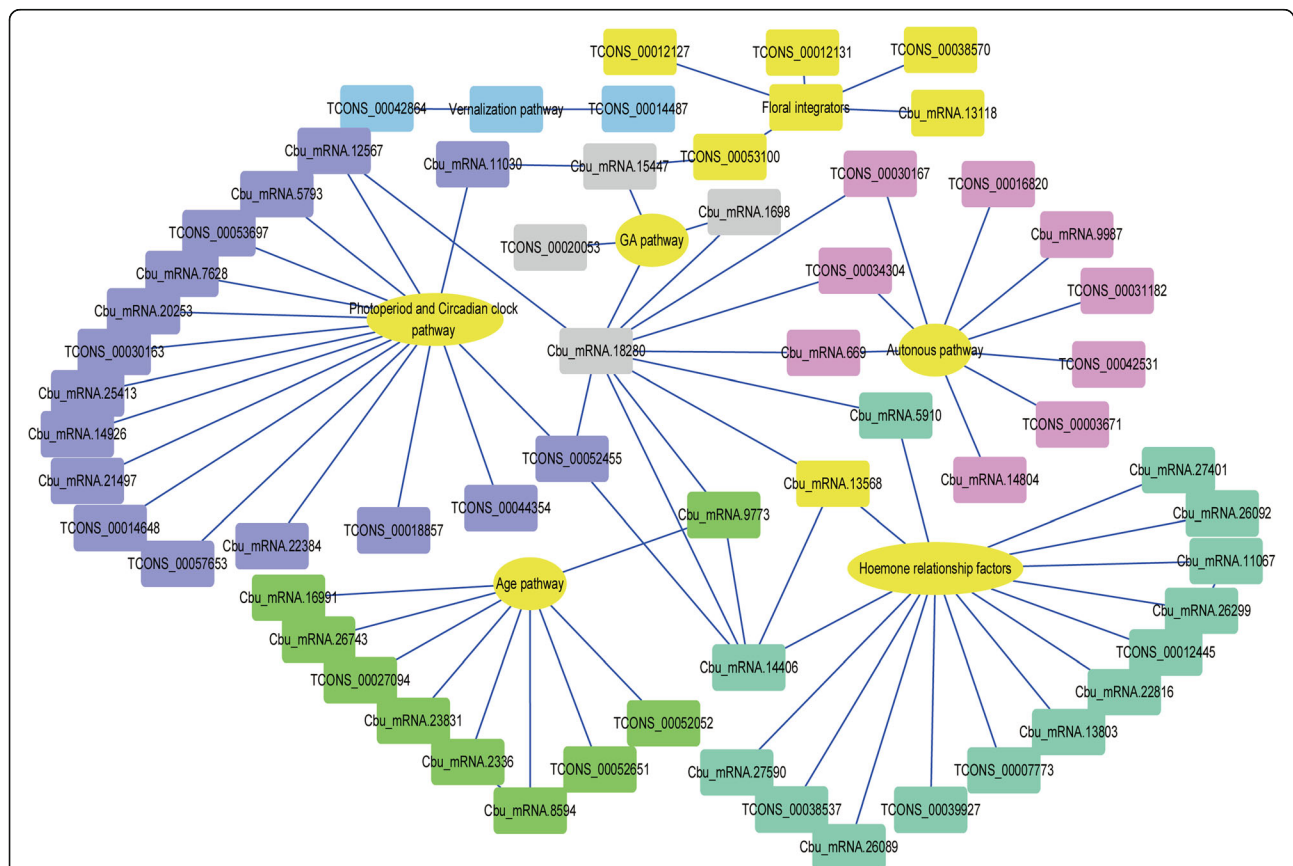 TCONS_00012127
TCONS_00012131
TCONS_00038570
TCONS_00042864
Vernalization pathway
TCONS_00014487
Floral integrators
Cbu_mRNA.13118
Cbu_mRNA.12567
Cbu_mRNA.11030
Cbu_mRNA.15447
TCONS_00053100
TCONS_00030167
TCONS_00016820
Cbu_mRNA.5793
Cbu_mRNA.1698
TCONS_00053697
GA pathway
TCONS_00020053
Cbu_mRNA.9987
Cbu_mRNA.7628
TCONS_00034304
TCONS_00031182
Cbu_mRNA.20253
Photoperiod and Circadian clock
pathway
TCONS_00030163
Cbu_mRNA.18280
Cbu_mRNA.669
Autonous pathway
TCONS_00042531
Cbu_mRNA.25413
Cbu_mRNA.5910
TCONS_00003671
Cbu_mRNA.14926
Cbu_mRNA.21497
TCONS_00052455
Cbu_mRNA.14804
Cbu_mRNA.27401
Cbu_mRNA.13568
TCONS_00044354
Cbu_mRNA.9773
Cbu_mRNA.26092
TCONS_00014648
TCONS_00018857
Cbu_mRNA.22384
TCONS_00057653
Cbu_mRNA.11067
Age pathway
Hoemone relationship factors
Cbu_mRNA.16991
Cbu_mRNA.26299
Cbu_mRNA.26743
TCONS_00012445
TCONS_00027094
Cbu_mRNA.14406
Cbu_mRNA.22816
Cbu_mRNA.23831
TCONS_00052052
Cbu_mRNA.13803
Cbu_mRNA.2336
TCONS_00052651
Cbu_mRNA.27590
TCONS_00007773
Cbu_mRNA.8594
TCONS_00038537
TCONS_00039927
Cbu_mRNA.26089